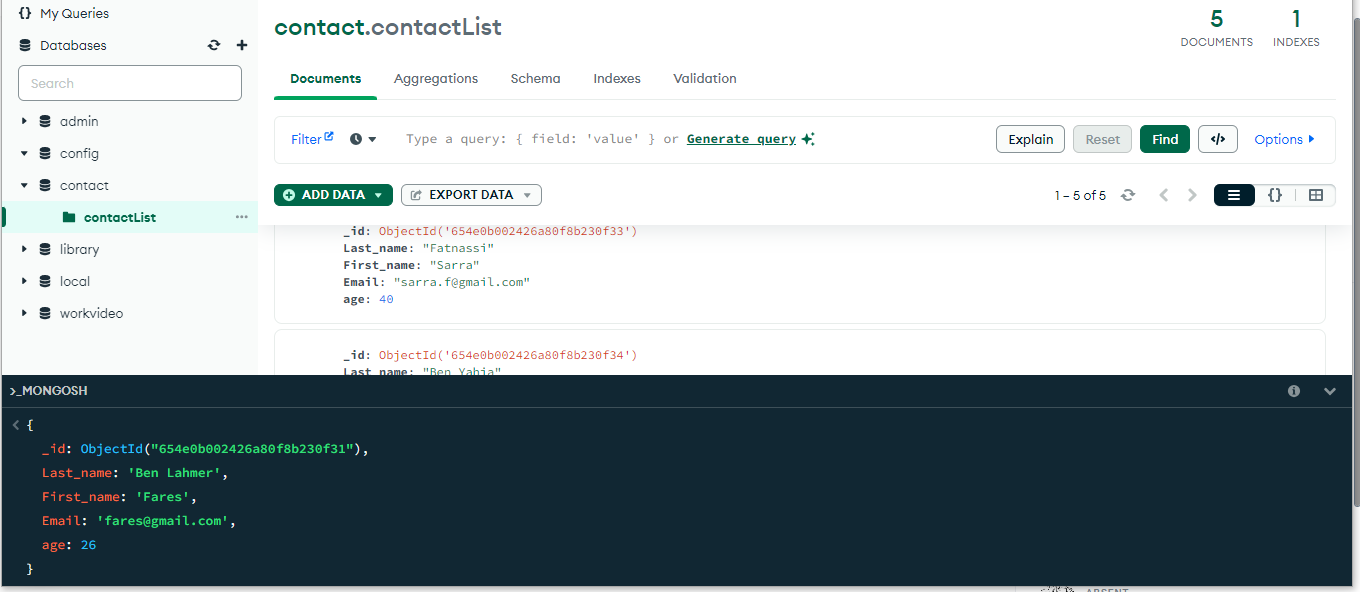 {} My Queries
Databases
Search
admin
config
contact
contactList
library
local
workvideo
contact.contactList
5
DOCUMENTS
1
INDEXES
Documents Aggregations Schema Indexes Validation
Filter Type a query: { field: 'value' } or Generate query Explain Reset Find </> Options
ADD DATA EXPORT DATA 1 – 5 of 5 {}
_id: ObjectId('654e0b002426a80f8b230f33')
Last_name: "Fatnassi"
First_name: "Sarra"
Email: "sarra.f@gmail.com"
age: 40
_id: ObjectId('654e0b002426a80f8b230f34')
Last_name: "Ben Yahia"
>_MONGOSH
< {
_id: ObjectId("654e0b002426a80f8b230f31"),
Last_name: 'Ben Lahmer',
First_name: 'Fares',
Email: 'fares@gmail.com',
age: 26
}
ABSENT